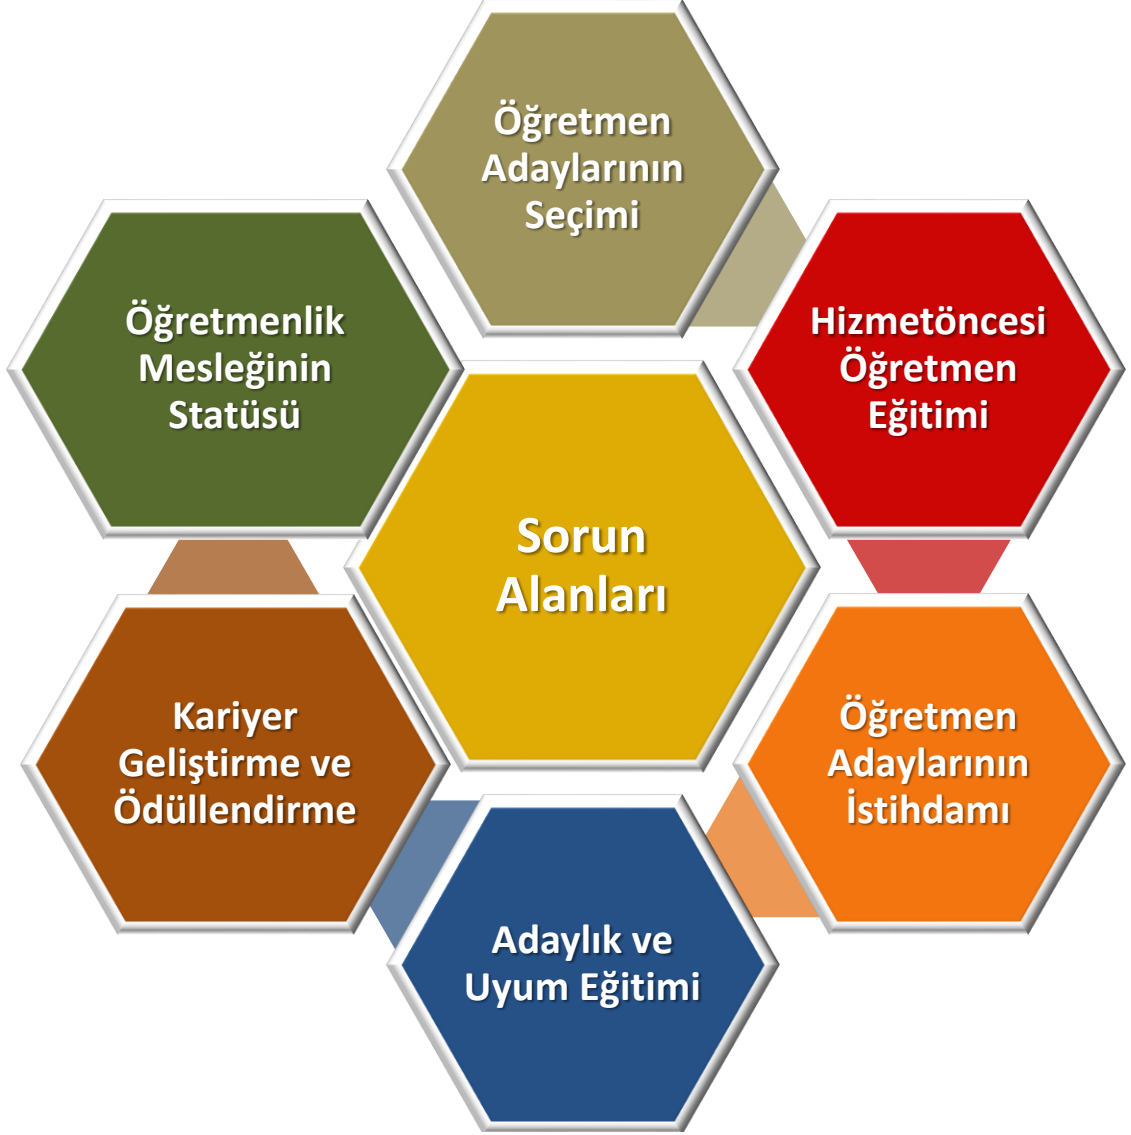 Öğretmen
Adaylarının
Seçimi
Hizmetöncesi
Öğretmen
Eğitimi
Öğretmen
Adaylarının
İstihdamı
Adaylık ve
Uyum Eğitimi
Kariyer
Geliştirme ve
Ödüllendirme
Öğretmenlik
Mesleğinin
Statüsü
Sorun
Alanları